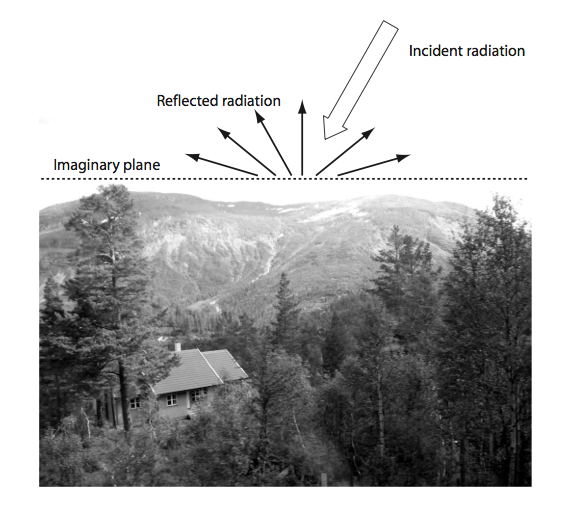 Incident radiation
Reflected radiation
Imaginary plane